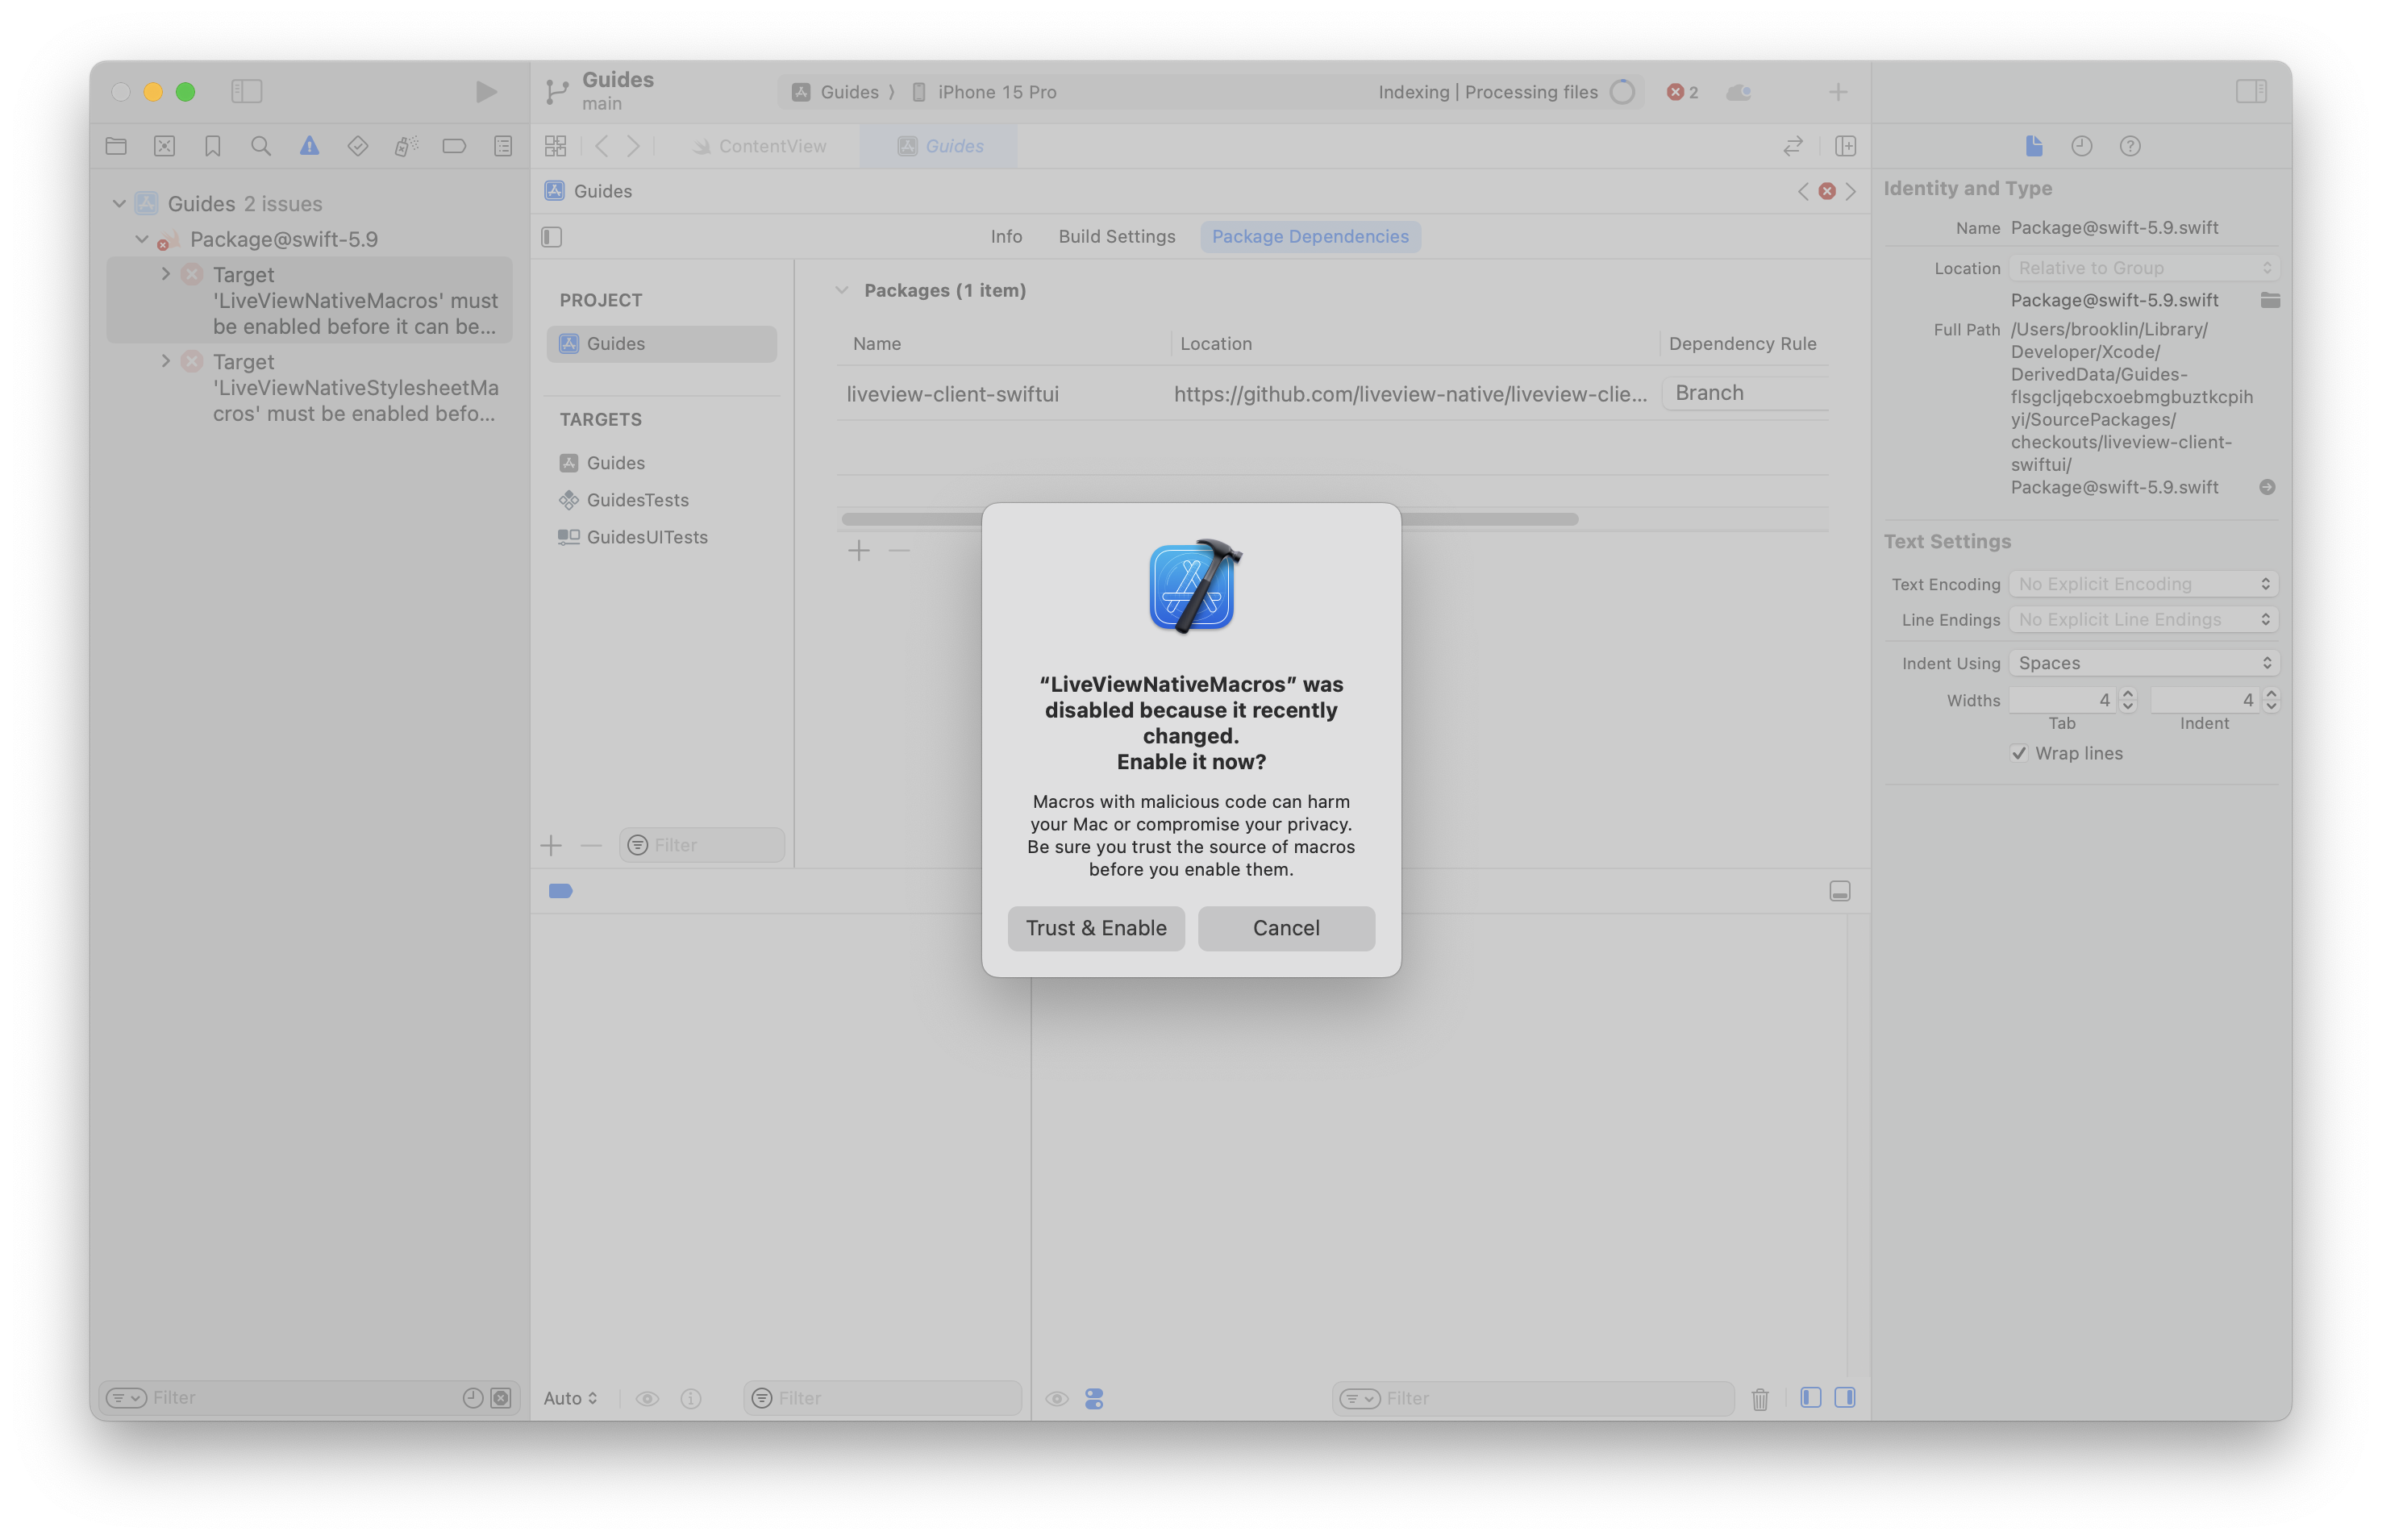 Guides
main
Guides
iPhone 15 Pro
Indexing | Processing files
2
ContentView
Guides
Guides 2 issues
Package@swift-5.9
Target
'LiveViewNativeMacros' must
be enabled before it can be...
Target
'LiveViewNativeStylesheetMa
cros' must be enabled befo...
Filter
Guides
Info
Build Settings
Package Dependencies
PROJECT
Guides
TARGETS
Guides
GuidesTests
GuidesUITests
Filter
Packages (1 item)
Name
Location
Dependency Rule
liveview-client-swiftui
https://github.com/liveview-native/liveview-clie...
Branch
“LiveViewNativeMacros” was
disabled because it recently
changed.
Enable it now?
Macros with malicious code can harm
your Mac or compromise your privacy.
Be sure you trust the source of macros
before you enable them.
Trust & Enable
Cancel
Auto
Filter
Filter
Identity and Type
Name
Package@swift-5.9.swift
Location
Relative to Group
Package@swift-5.9.swift
Full Path
/Users/brooklin/Library/
Developer/Xcode/
DerivedData/Guides-
flsgcljqebcxoebmgbuztkcpih
yi/SourcePackages/
checkouts/liveview-client-
swiftui/
Package@swift-5.9.swift
Text Settings
Text Encoding
No Explicit Encoding
Line Endings
No Explicit Line Endings
Indent Using
Spaces
Widths
4
4
Tab
Indent
Wrap lines